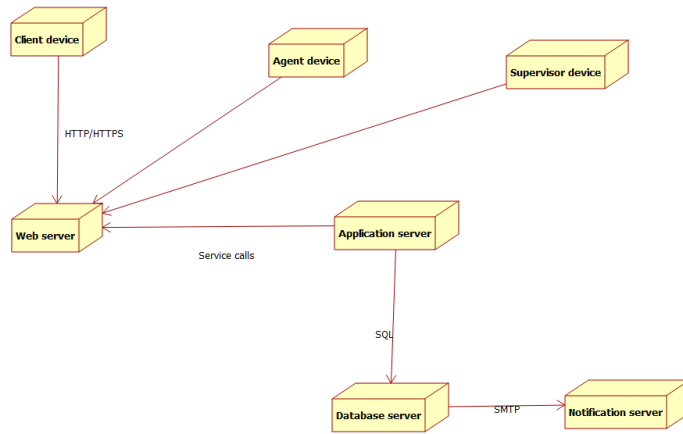 Client device
Agent device
Supervisor device
HTTP/HTTPS
Web server
Application server
Service calls
SQL
Database server
SMTP
Notification server